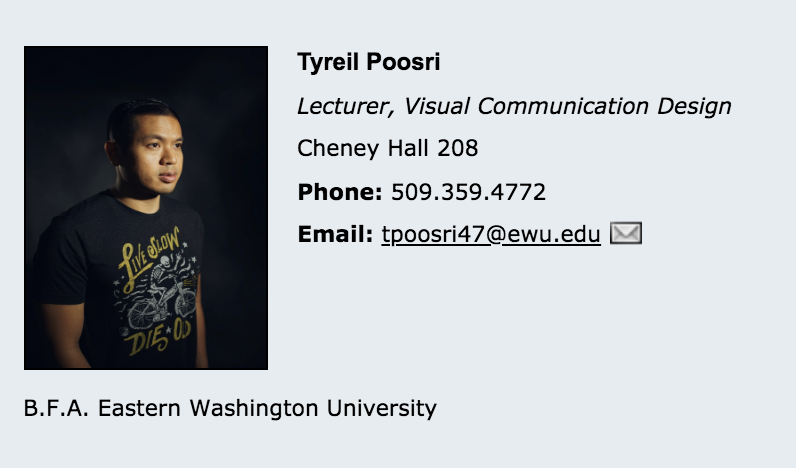 Tyreil Poosri
Lecturer, Visual Communication Design
Cheney Hall 208
Phone: 509.359.4772
Email: tpoosri47@ewu.edu
LIVE SLOW
DIE OLD
B.F.A. Eastern Washington University